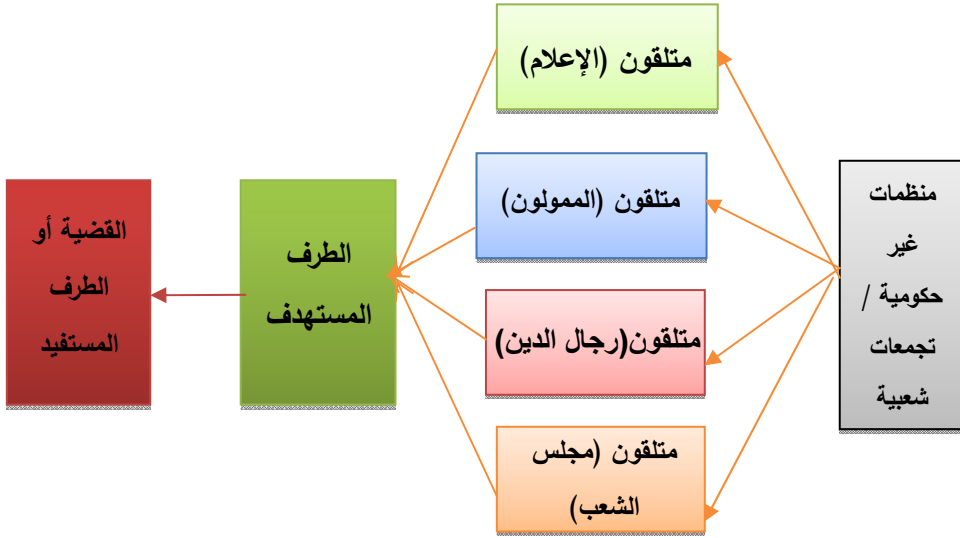 منظمات
غير
حكومية /
تجمعات
شعبية
متلقون (الإعلام)
متلقون (الممولون)
متلقون(رجال الدين)
متلقون (مجلس
الشعب)
الطرف
المستهدف
القضية أو
الطرف
المستفيد